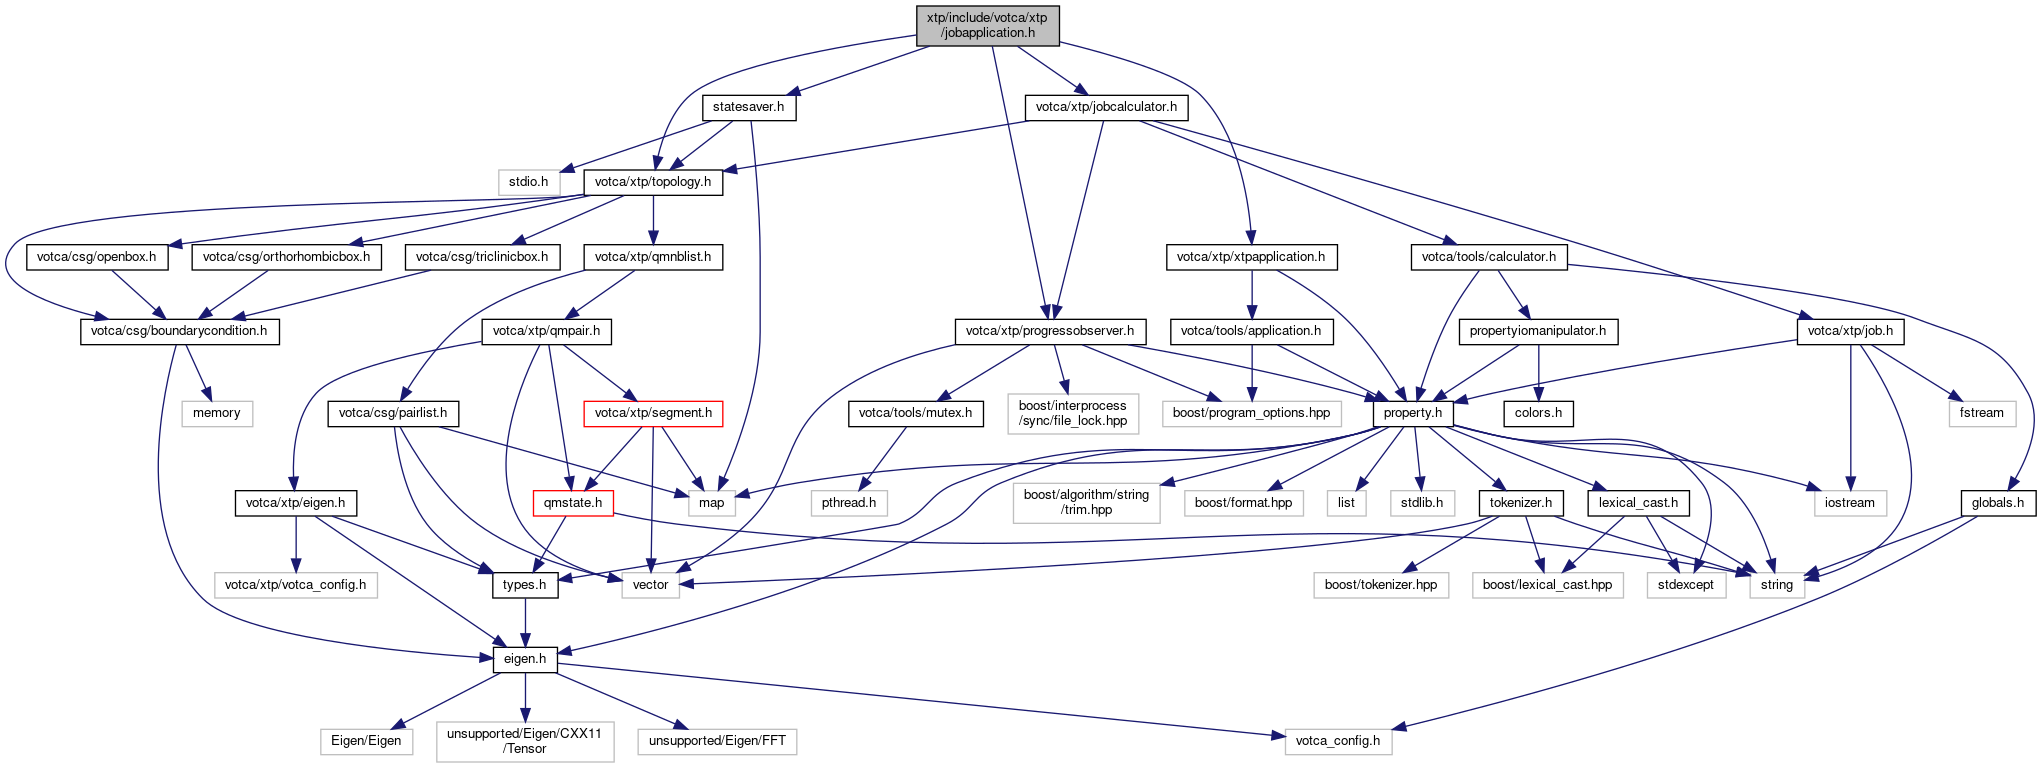 xtp/include/votca/xtp
/jobapplication.h
statesaver.h
votca/xtp/jobcalculator.h
stdio.h
votca/xtp/topology.h
votca/csg/openbox.h
votca/csg/orthorhombicbox.h
votca/csg/triclinicbox.h
votca/xtp/qmnblist.h
votca/xtp/xtpapplication.h
votca/tools/calculator.h
votca/csg/boundarycondition.h
votca/xtp/qmpair.h
votca/xtp/progressobserver.h
votca/tools/application.h
propertyiomanipulator.h
votca/xtp/job.h
memory
votca/csg/pairlist.h
votca/xtp/segment.h
votca/tools/mutex.h
boost/interprocess
/sync/file_lock.hpp
boost/program_options.hpp
property.h
colors.h
fstream
votca/xtp/eigen.h
qmstate.h
map
pthread.h
boost/algorithm/string
/trim.hpp
boost/format.hpp
list
stdlib.h
tokenizer.h
lexical_cast.h
iostream
globals.h
votca/xtp/votca_config.h
types.h
vector
boost/tokenizer.hpp
boost/lexical_cast.hpp
stdexcept
string
eigen.h
Eigen/Eigen
unsupported/Eigen/CXX11
/Tensor
unsupported/Eigen/FFT
votca_config.h